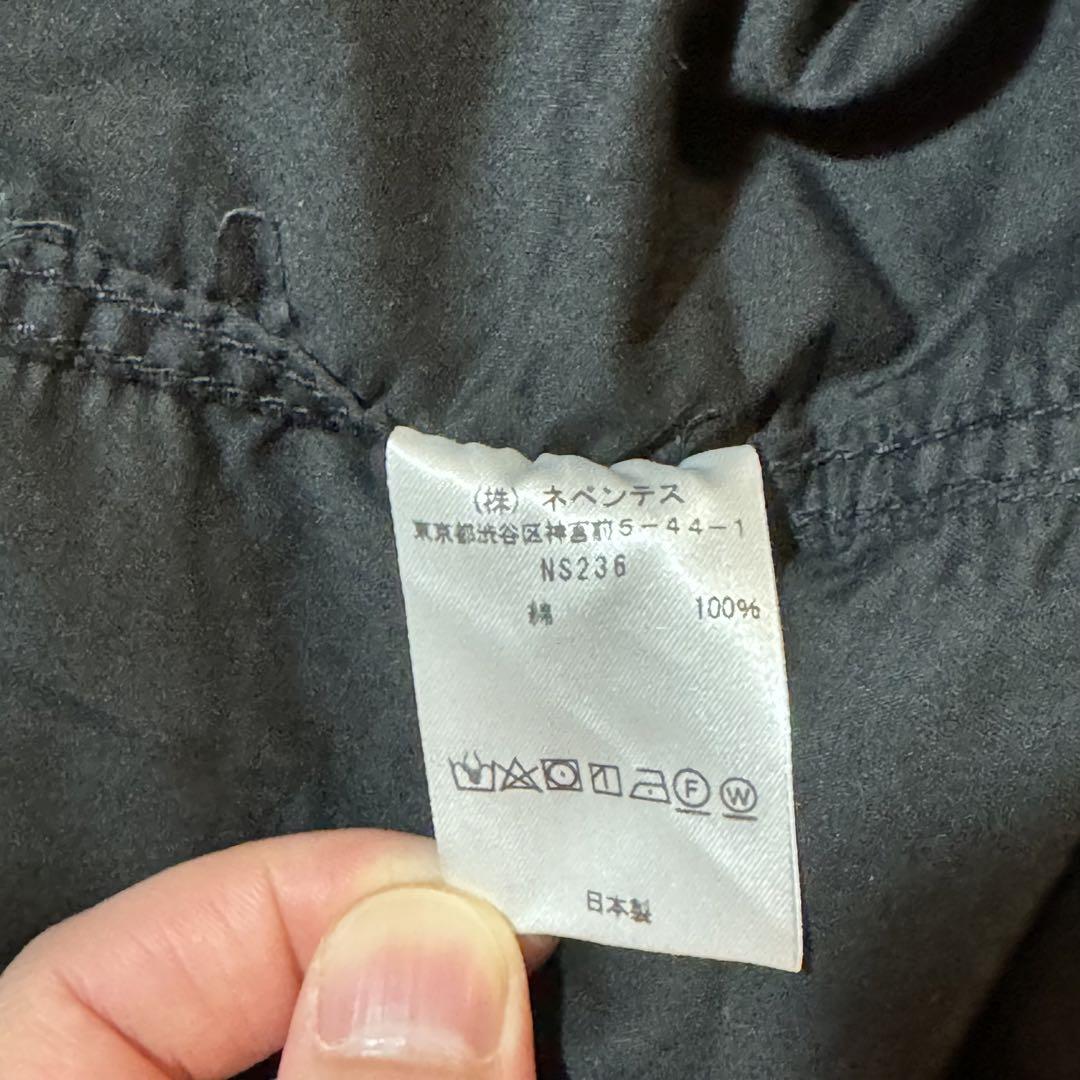 (株) ネペンテス
東京都渋谷区神宮前5-44-1
NS236
綿 100%
F W
日本製